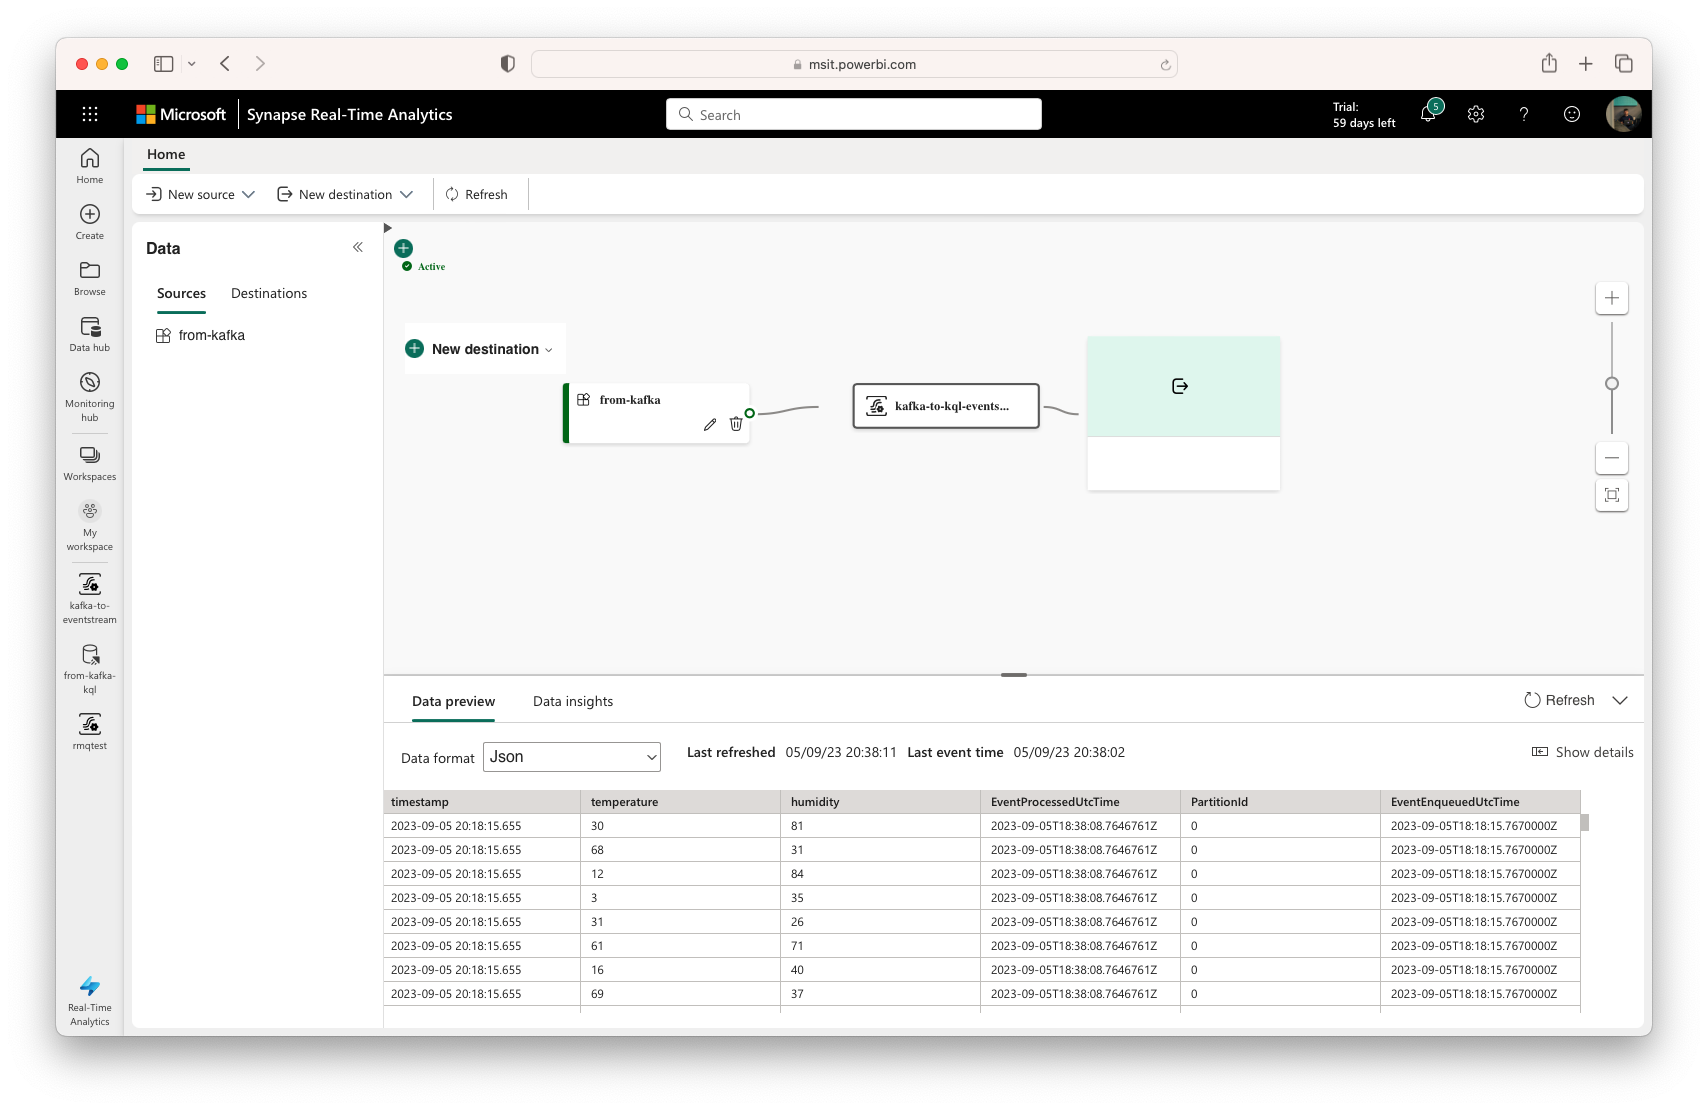 msit.powerbi.com
Microsoft
Synapse Real-Time Analytics
Search
Trial:
59 days left
5
?
Home
Create
Browse
Data hub
Monitoring
hub
Workspaces
My
workspace
kafka-to-
eventstream
from-kafka-
kql
rmqtest
Real-Time
Analytics
Home
New source
New destination
Refresh
Data
Sources
Destinations
from-kafka
Active
New destination
from-kafka
kafka-to-kql-events...
Data preview
Data insights
Refresh
Data format
Json
Last refreshed 05/09/23 20:38:11 Last event time 05/09/23 20:38:02
Show details
timestamp temperature humidity EventProcessedUtcTime PartitionId EventEnqueuedUtcTime
2023-09-05 20:18:15.655 30 81 2023-09-05T18:38:08.7646761Z 0 2023-09-05T18:18:15.7670000Z
2023-09-05 20:18:15.655 68 31 2023-09-05T18:38:08.7646761Z 0 2023-09-05T18:18:15.7670000Z
2023-09-05 20:18:15.655 12 84 2023-09-05T18:38:08.7646761Z 0 2023-09-05T18:18:15.7670000Z
2023-09-05 20:18:15.655 3 35 2023-09-05T18:38:08.7646761Z 0 2023-09-05T18:18:15.7670000Z
2023-09-05 20:18:15.655 31 26 2023-09-05T18:38:08.7646761Z 0 2023-09-05T18:18:15.7670000Z
2023-09-05 20:18:15.655 61 71 2023-09-05T18:38:08.7646761Z 0 2023-09-05T18:18:15.7670000Z
2023-09-05 20:18:15.655 16 40 2023-09-05T18:38:08.7646761Z 0 2023-09-05T18:18:15.7670000Z
2023-09-05 20:18:15.655 69 37 2023-09-05T18:38:08.7646761Z 0 2023-09-05T18:18:15.7670000Z